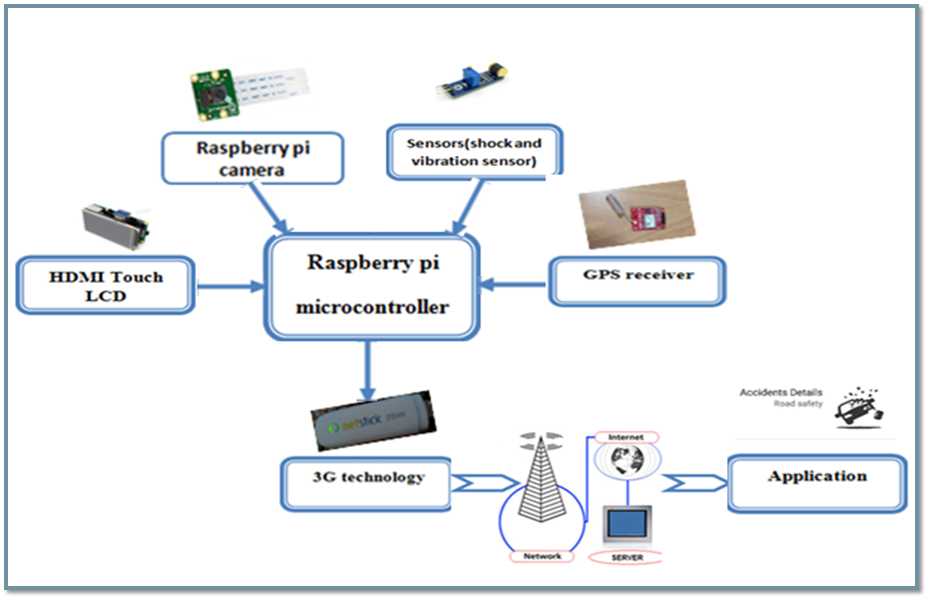 Raspberry pi
camera
Sensors(shock and
vibration sensor)
HDMI Touch
LCD
Raspberry pi
microcontroller
GPS receiver
Accidents Details
Road safety
netstick
3G technology
Internet
Application
Network
SERVER